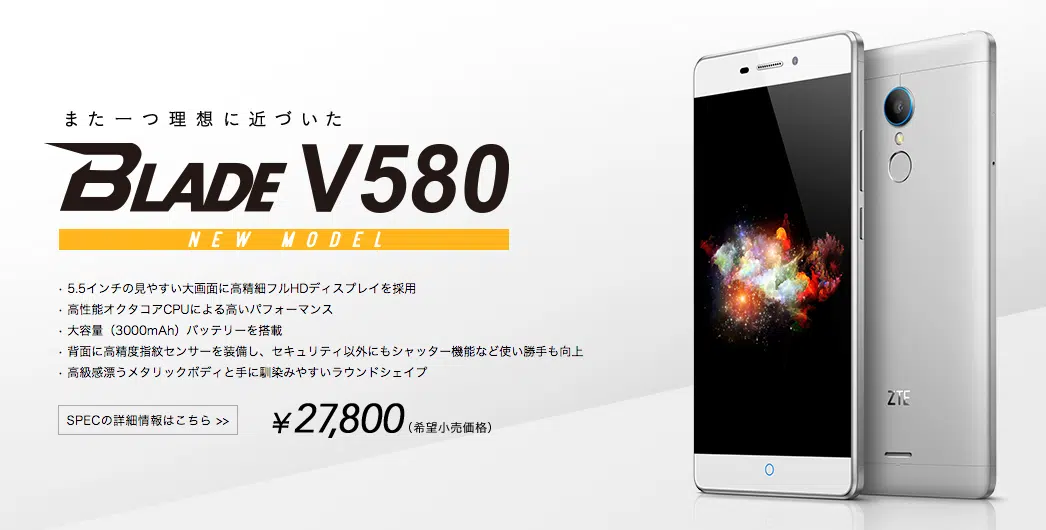 また一つ理想に近づいた
BLADE V580
NEW MODEL
・5.5インチの見やすい大画面に高精細フルHDディスプレイを採用
・高性能オクタコアCPUによる高いパフォーマンス
・大容量（3000mAh）バッテリーを搭載
・背面に高精度指紋センサーを装備し、セキュリティ以外にもシャッター機能など使い勝手も向上
・高級感漂うメタリックボディと手に馴染みやすいラウンドシェイプ
SPECの詳細情報はこちら >>
￥27,800（希望小売価格）
ZTE